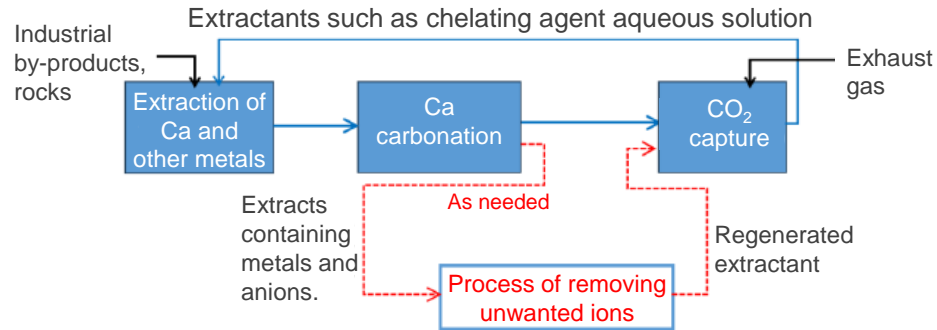 Extractants such as chelating agent aqueous solution
Industrial
by-products,
rocks
Exhaust
gas
Extraction of
Ca and
other metals
Ca
carbonation
CO₂
capture
As needed
Extracts
containing
metals and
anions.
Regenerated
extractant
Process of removing
unwanted ions